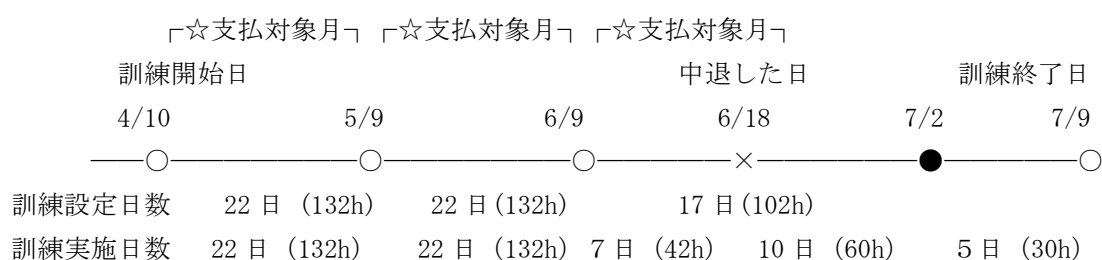 ┌☆支払対象月┐ ┌☆支払対象月┐ ┌☆支払対象月┐
訓練開始日 中退した日 訓練終了日
4/10 5/9 6/9 6/18 7/2 7/9
――○――――――――○――――――――○――――――×――――――●――――――○
訓練設定日数 22 日 (132h) 22 日(132h) 17 日(102h)
訓練実施日数 22 日 (132h) 22 日 (132h) 7 日 (42h) 10 日 (60h) 5 日 (30h)